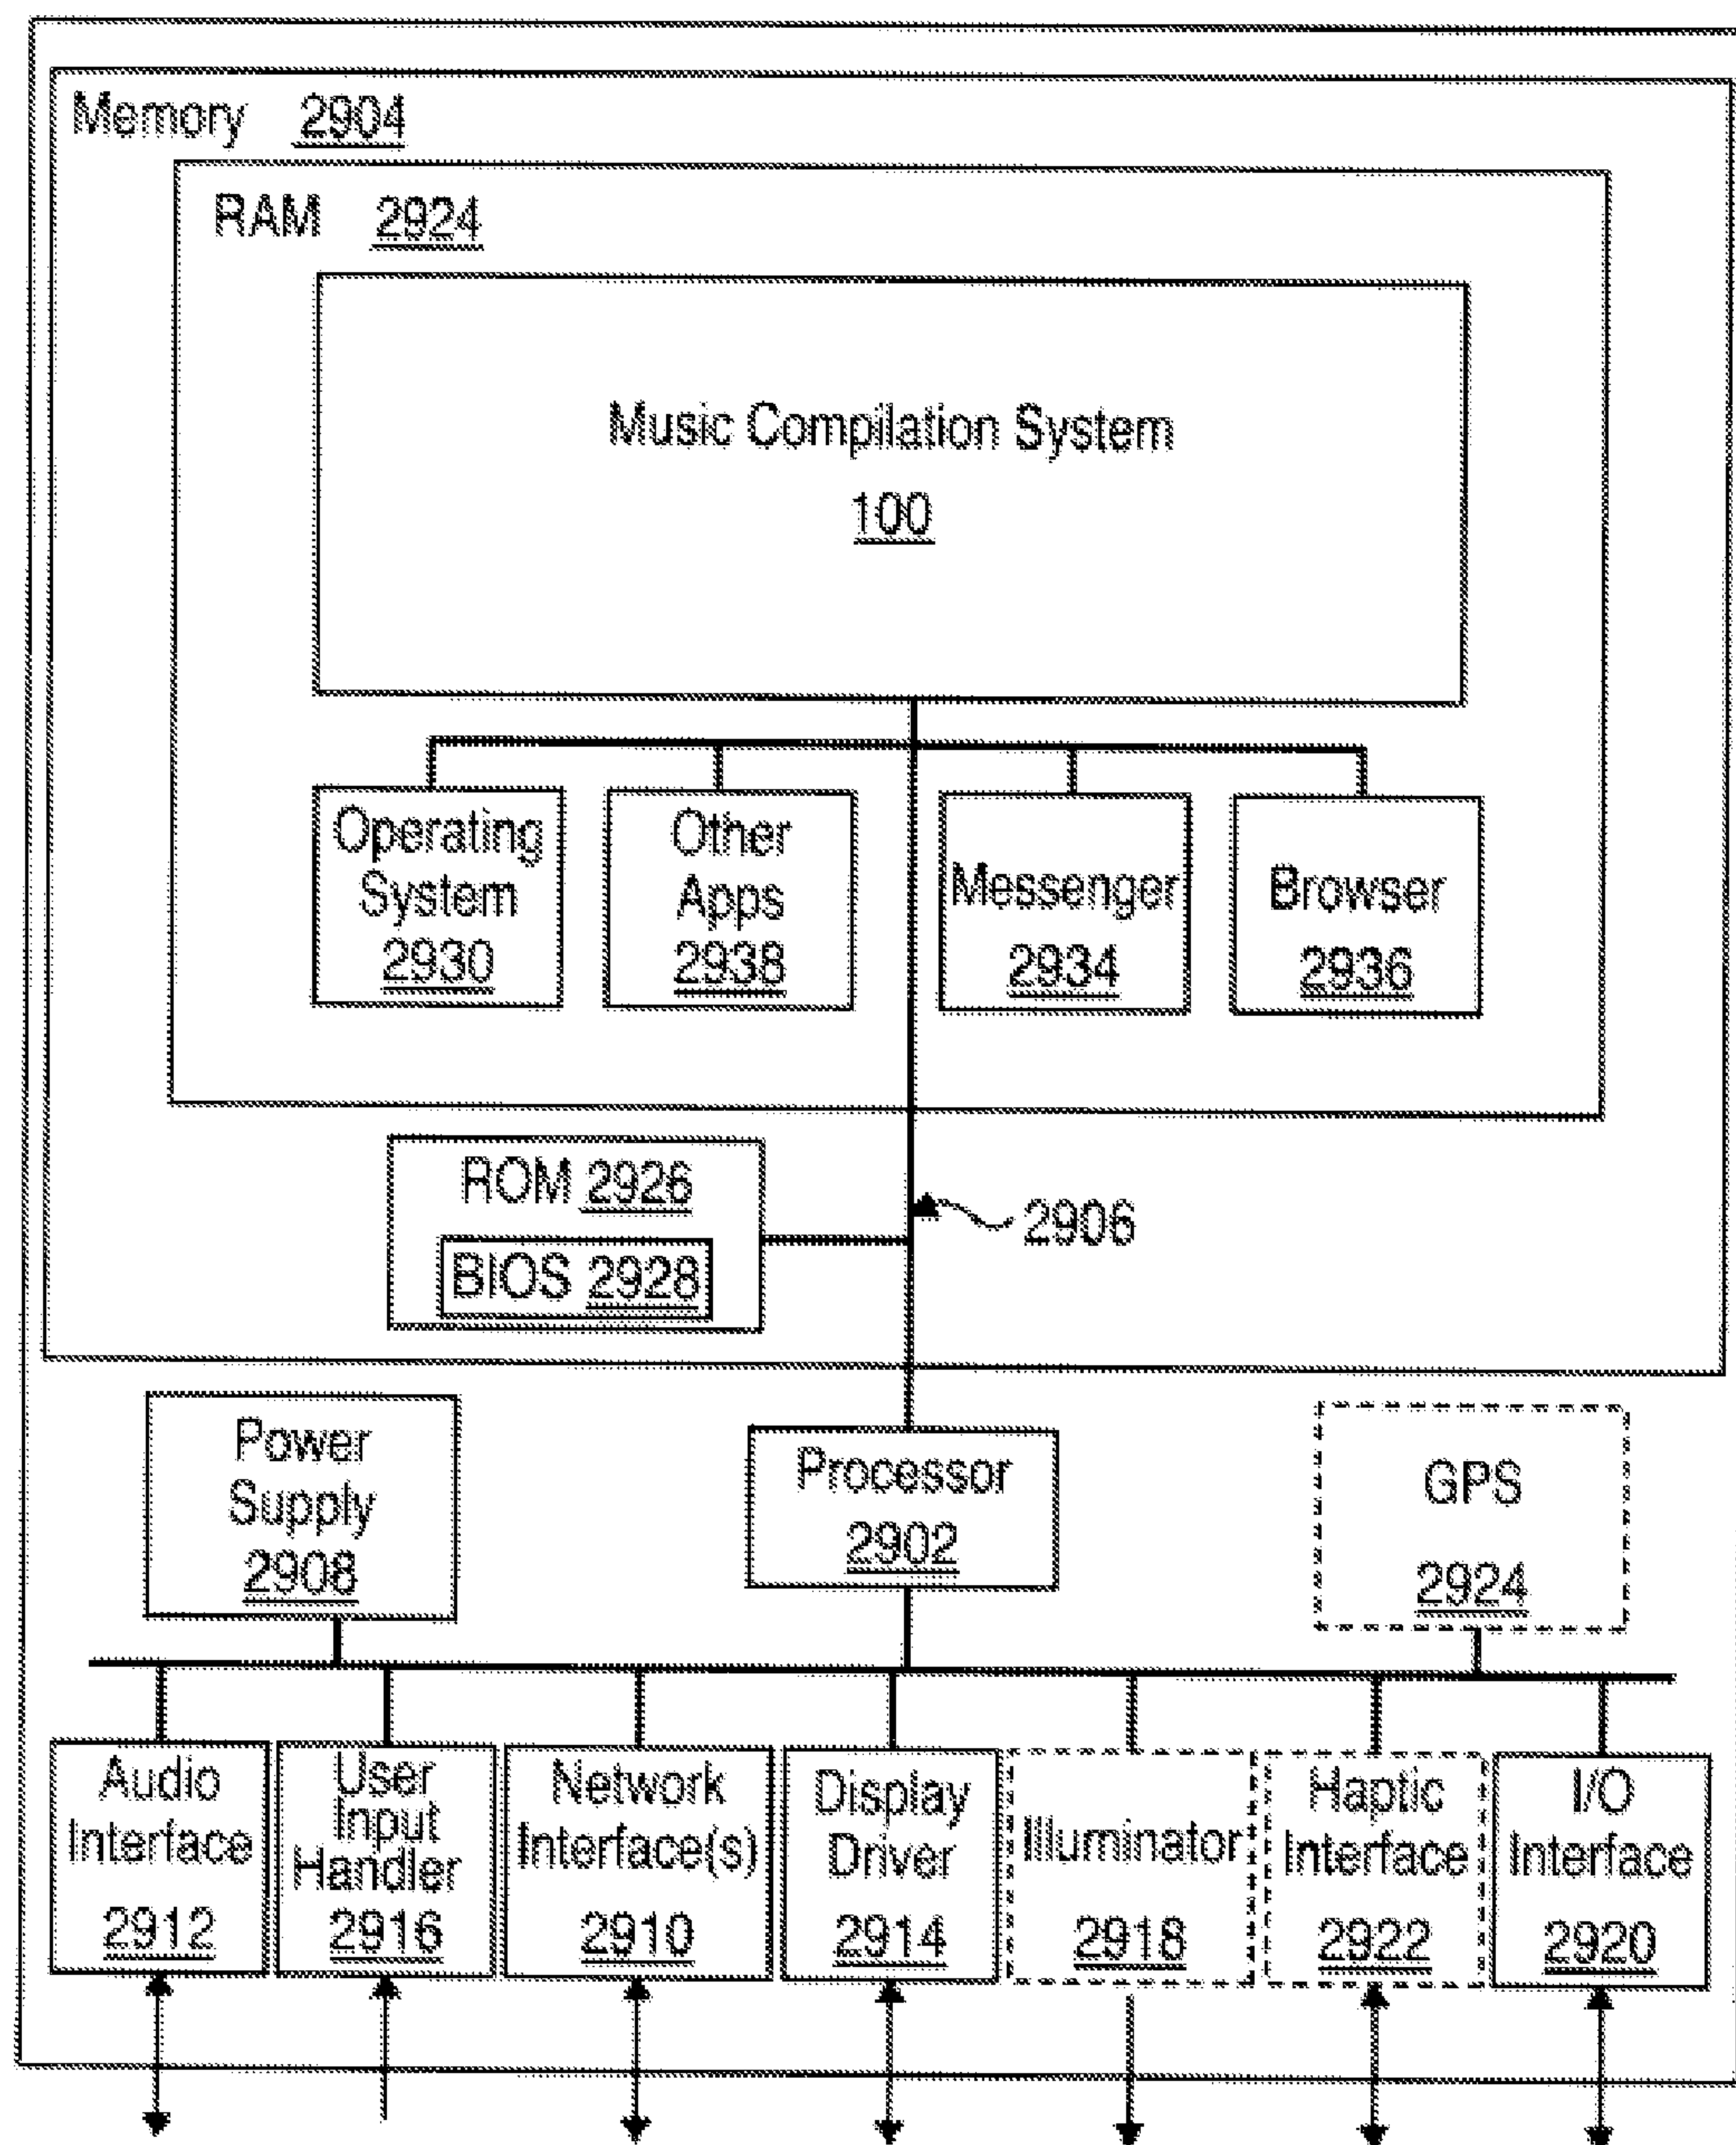 Memory 2904
RAM 2924
Music Compilation System
100
Operating
System
2930
Other
Apps
2938
Messenger
2934
Browser
2936
ROM 2926
BIOS 2928
2906
Power
Supply
2908
Processor
2902
GPS
2924
Audio
Interface
2912
User
Input
Handler
2916
Network
Interface(s)
2910
Display
Driver
2914
Illuminator
2918
Haptic
Interface
2922
I/O
Interface
2920